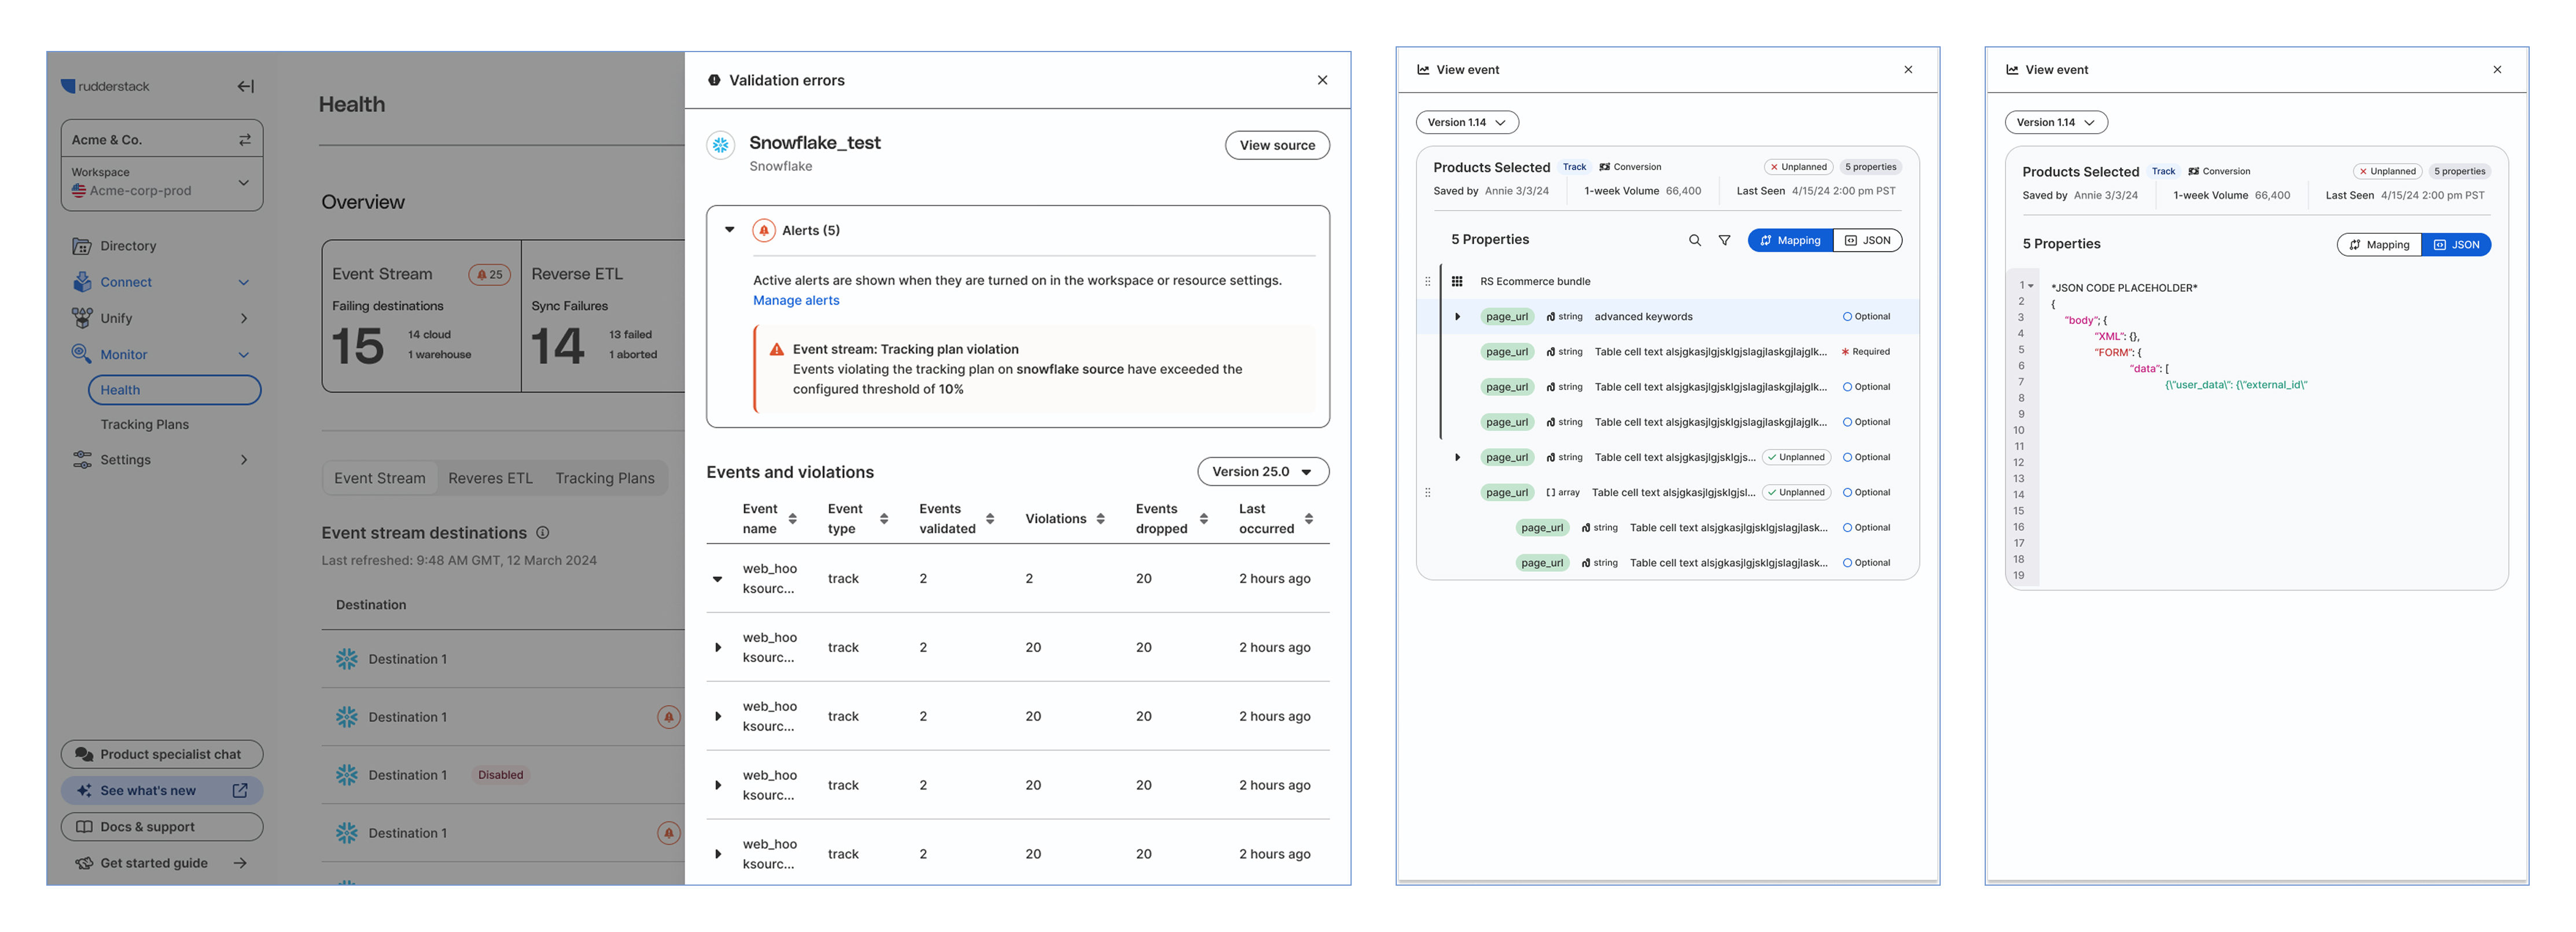 rudderstack
Acme & Co.
Workspace
Acme-corp-prod
Directory
Connect
Unify
Monitor
Health
Tracking Plans
Settings
Product specialist chat
See what's new
Docs & support
Get started guide
Health
Overview
Event Stream
25
Failing destinations
15
14 cloud
1 warehouse
Reverse ETL
Sync Failures
14
13 failed
1 aborted
Event Stream Reveres ETL Tracking Plans
Event stream destinations
Last refreshed: 9:48 AM GMT, 12 March 2024
Destination
Destination 1
Destination 1
Destination 1 Disabled
Destination 1
Validation errors
Snowflake_test
Snowflake
View source
Alerts (5)
Active alerts are shown when they are turned on in the workspace or resource settings.
Manage alerts
Event stream: Tracking plan violation
Events violating the tracking plan on snowflake source have exceeded the
configured threshold of 10%
Events and violations
Version 25.0
Event name Event type Events validated Violations Events dropped Last occurred
web_hoo
ksourc... track 2 2 20 2 hours ago
web_hoo
ksourc... track 2 20 20 2 hours ago
web_hoo
ksourc... track 2 20 20 2 hours ago
web_hoo
ksourc... track 2 20 20 2 hours ago
web_hoo
ksourc... track 2 20 20 2 hours ago
View event
Version 1.14
Products Selected Track Conversion Unplanned 5 properties
Saved by Annie 3/3/24 1-week Volume 66,400 Last Seen 4/15/24 2:00 pm PST
5 Properties Mapping JSON
RS Ecommerce bundle
page_url string advanced keywords Optional
page_url string Table cell text alsjgkasjlgjsklgjslagjlaskgjlajglk... Required
page_url string Table cell text alsjgkasjlgjsklgjslagjlaskgjlajglk... Optional
page_url string Table cell text alsjgkasjlgjsklgjslagjlaskgjlajglk... Optional
page_url string Table cell text alsjgkasjlgjsklgjs... Unplanned Optional
page_url array Table cell text alsjgkasjlgjsklgjsl... Unplanned Optional
page_url string Table cell text alsjgkasjlgjsklgjslagjlask... Optional
page_url string Table cell text alsjgkasjlgjsklgjslagjlask... Optional
View event
Version 1.14
Products Selected Track Conversion Unplanned 5 properties
Saved by Annie 3/3/24 1-week Volume 66,400 Last Seen 4/15/24 2:00 pm PST
5 Properties Mapping JSON
1 *JSON CODE PLACEHOLDER*
2 {
3 "body"; {
4 "XML": {},
5 "FORM": {
6 "data": [
7 {\"user_data\": {\"external_id\"
8
9
10
11
12
13
14
15
16
17
18
19